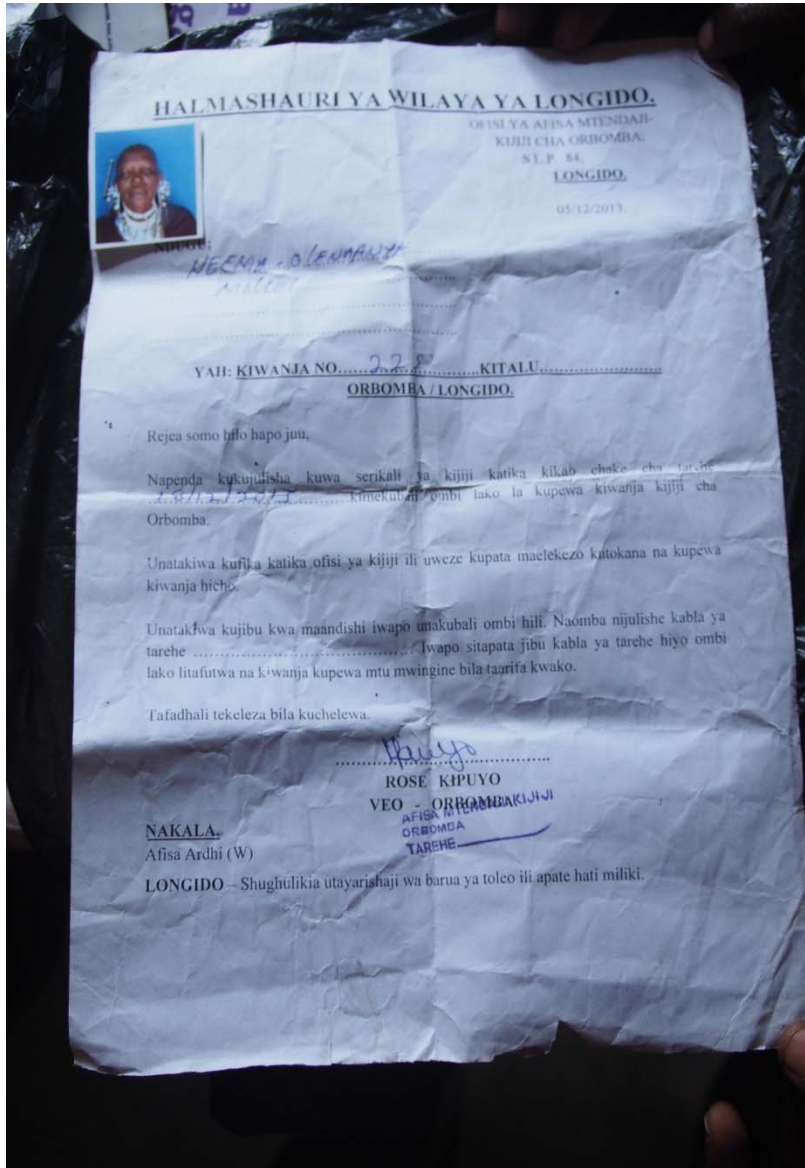 HALMASHAURI YA WILAYA YA LONGIDO.
OFISI YA AFISA MTENDAJI-
KIJIJI CHA ORBOMBA.
S L.P. 84,
LONGIDO.
05/12/2013.
NDUGU:
YAH: KIWANJA NO..... 228 ..........KITALU......................
ORBOMBA / LONGIDO.
Rejea somo hilo hapo juu,
Napenda kukujulisha kuwa serikali ya kijiji katika kikao chake cha tarehe
kimekubali ombi lako la kupewa kiwanja kijiji cha
Orbomba.
Unatakiwa kufika katika ofisi ya kijiji ili uweze kupata maelekezo kutokana na kupewa
kiwanja hicho.
Unatakiwa kujibu kwa maandishi iwapo unakubali ombi hili. Naomba nijulishe kabla ya
tarehe ........................................ Iwapo sitapata jibu kabla ya tarehe hiyo ombi
lako litafutwa na kiwanja kupewa mtu mwingine bila taarifa kwako.
Tafadhali tekeleza bila kuchelewa.
ROSE KIPUYO
VEO - ORBOMBA
AFISA MTENDAJI KIJIJI
ORBOMBA
TAREHE
NAKALA.
Afisa Ardhi (W)
LONGIDO – Shughulikia utayarishaji wa barua ya toleo ili apate hati miliki.